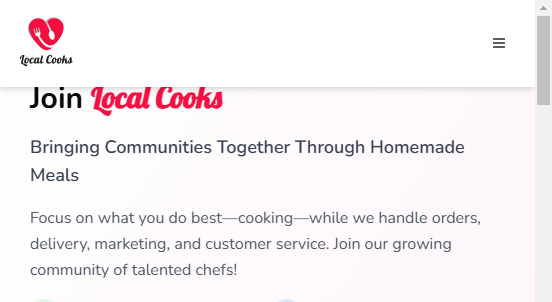 Local Cooks
Join Local Cooks
Bringing Communities Together Through Homemade
Meals
Focus on what you do best—cooking—while we handle orders,
delivery, marketing, and customer service. Join our growing
community of talented chefs!